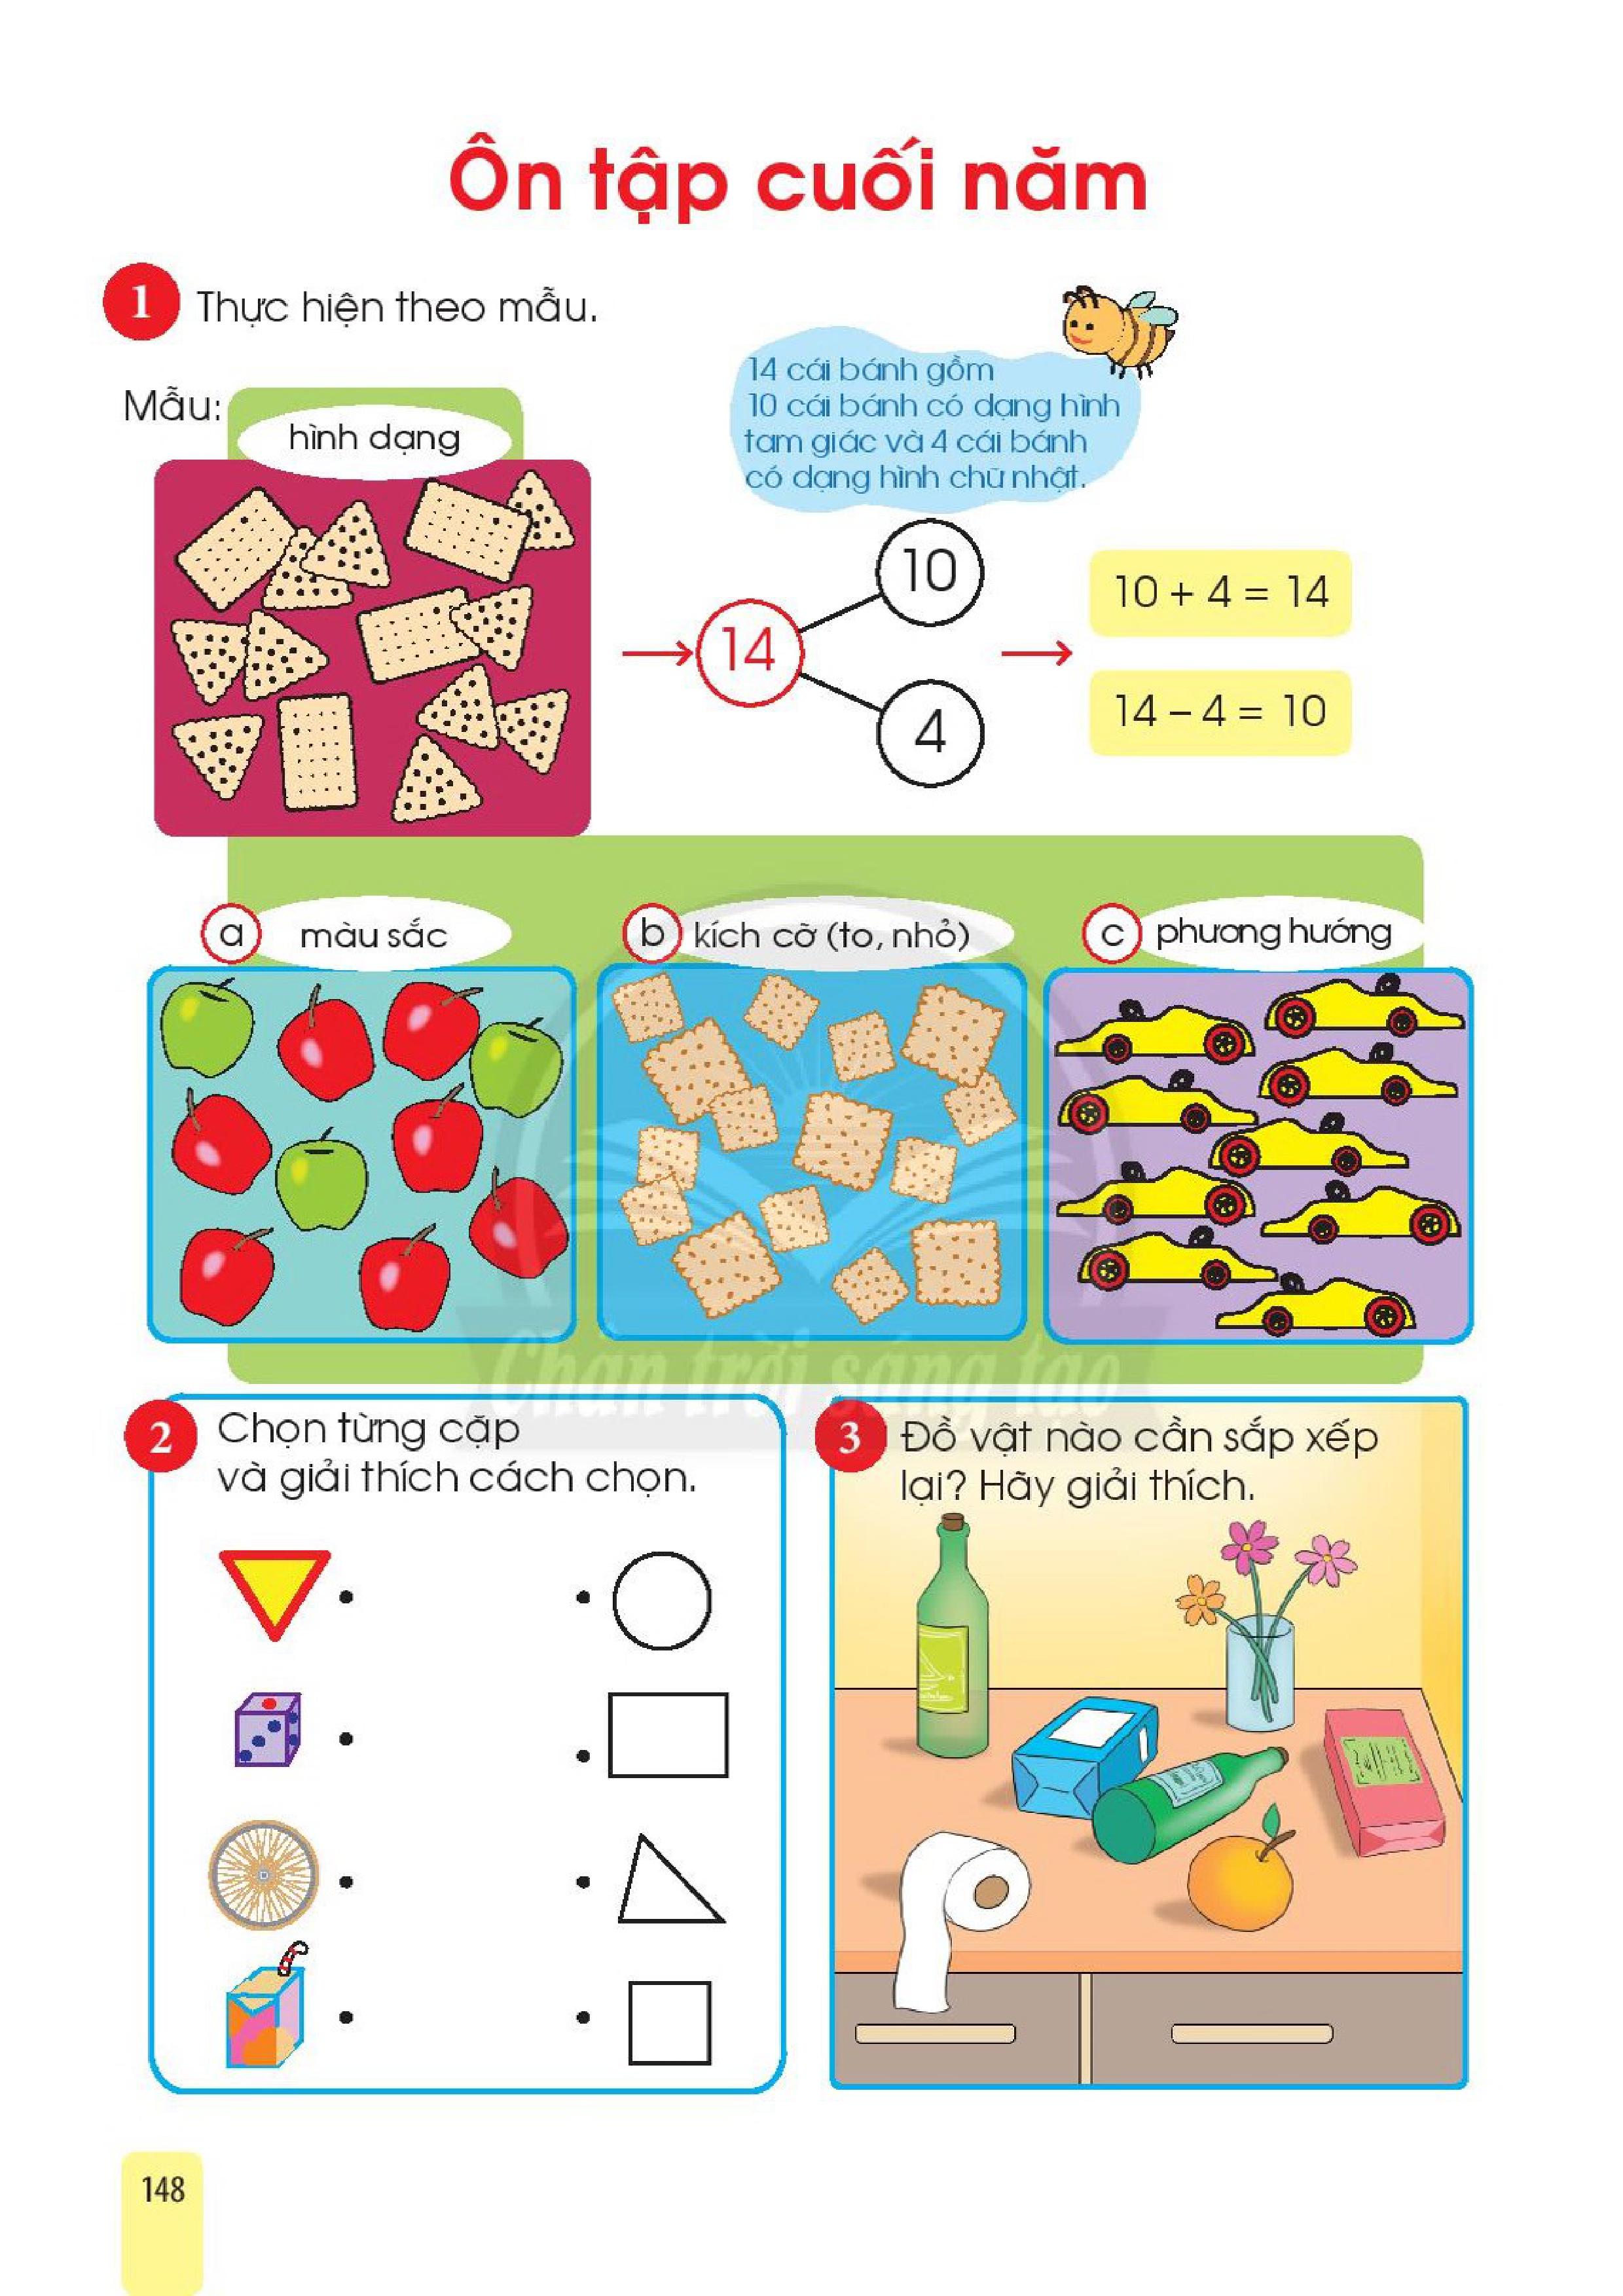 Ôn tập cuối năm
1 Thực hiện theo mẫu.
Mẫu:
hình dạng
14 cái bánh gồm
10 cái bánh có dạng hình
tam giác và 4 cái bánh
có dạng hình chữ nhật.
14
10
4
10 + 4 = 14
14 – 4 = 10
a màu sắc
b kích cỡ (to, nhỏ)
c phương hướng
Chân trời sáng tạo
2 Chọn từng cặp
và giải thích cách chọn.
3 Đồ vật nào cần sắp xếp
lại? Hãy giải thích.
148